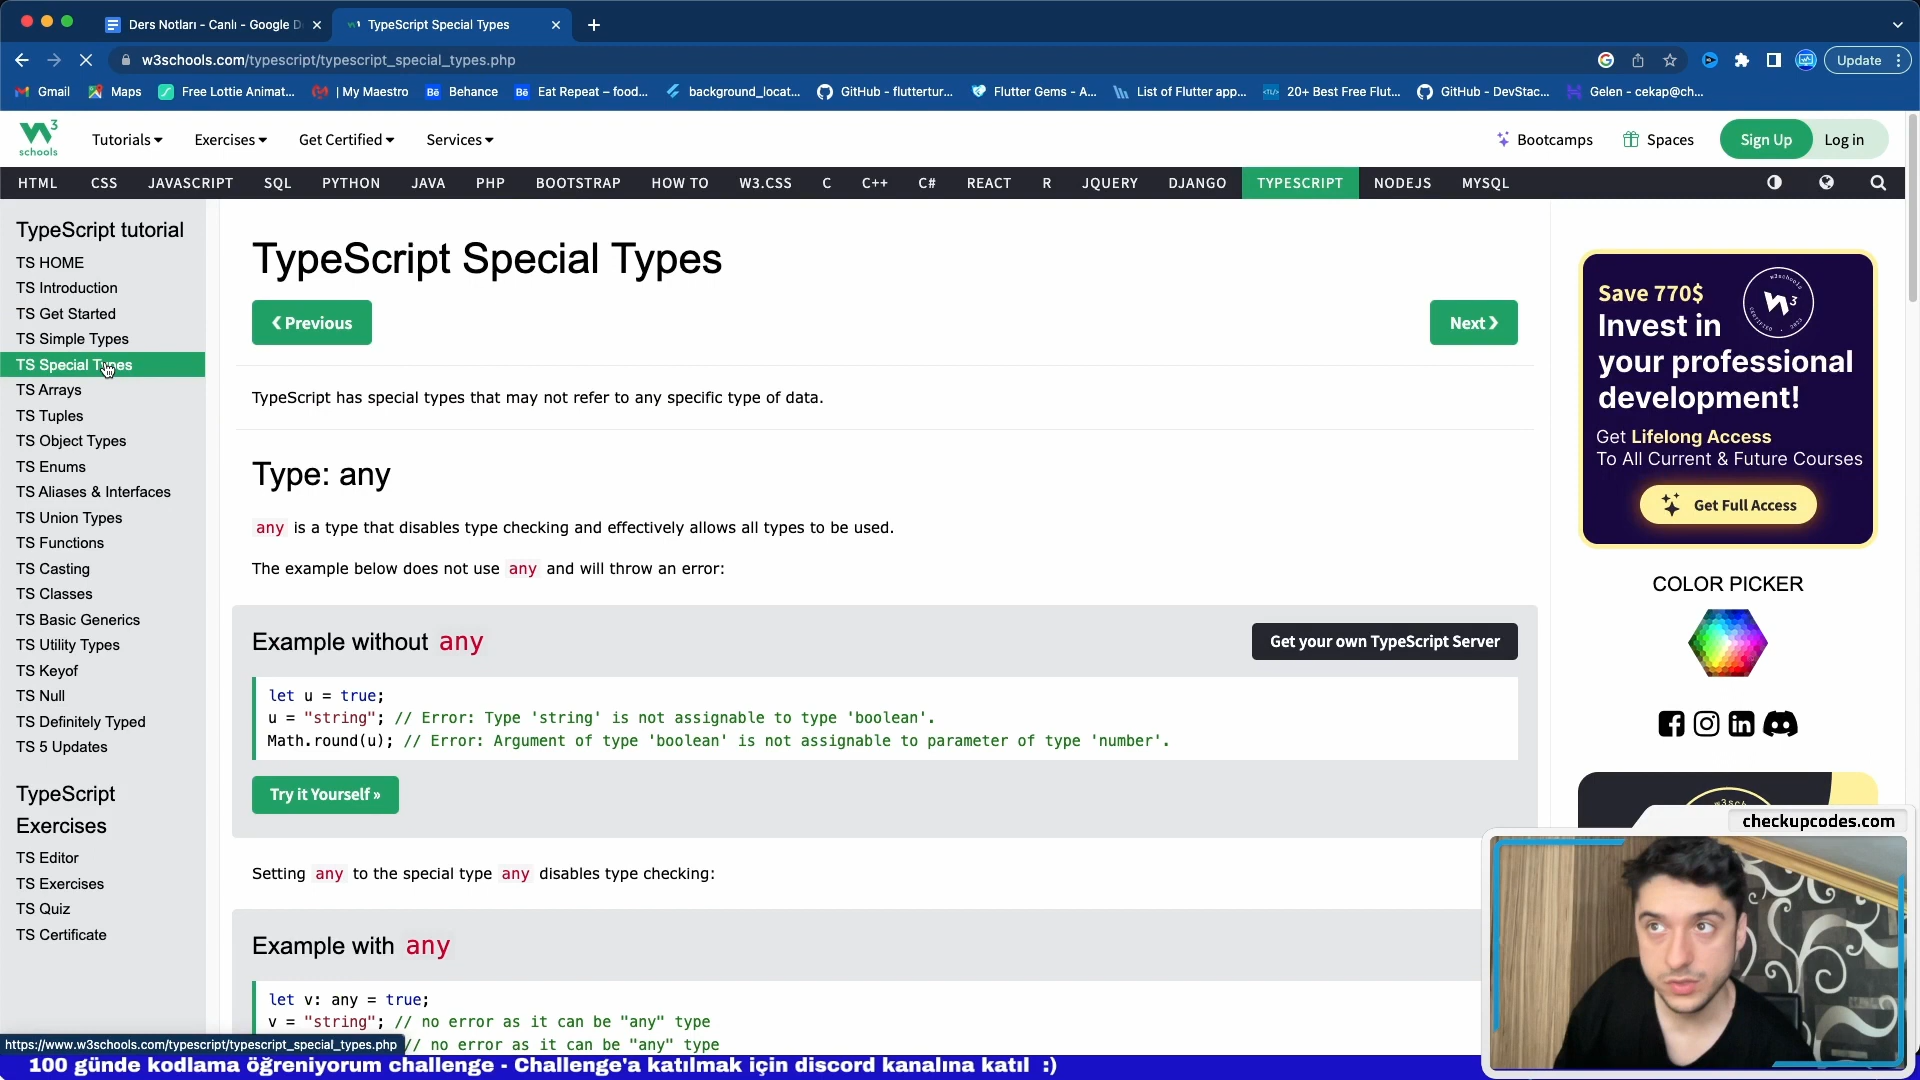 Ders Notları - Canlı - Google D
TypeScript Special Types
w3schools.com/typescript/typescript_special_types.php
Update
Gmail
Maps
Free Lottie Animat...
| My Maestro
Behance
Eat Repeat – food...
background_locat...
GitHub - fluttertur...
Flutter Gems - A...
List of Flutter app...
20+ Best Free Flut...
GitHub - DevStac...
Gelen - cekap@ch...
W3 schools
Tutorials
Exercises
Get Certified
Services
Bootcamps
Spaces
Sign Up
Log in
HTML
CSS
JAVASCRIPT
SQL
PYTHON
JAVA
PHP
BOOTSTRAP
HOW TO
W3.CSS
C
C++
C#
REACT
R
JQUERY
DJANGO
TYPESCRIPT
NODEJS
MYSQL
TypeScript tutorial
TS HOME
TS Introduction
TS Get Started
TS Simple Types
TS Special Types
TS Arrays
TS Tuples
TS Object Types
TS Enums
TS Aliases & Interfaces
TS Union Types
TS Functions
TS Casting
TS Classes
TS Basic Generics
TS Utility Types
TS Keyof
TS Null
TS Definitely Typed
TS 5 Updates
TypeScript
Exercises
TS Editor
TS Exercises
TS Quiz
TS Certificate
TypeScript Special Types
❮ Previous
Next ❯
TypeScript has special types that may not refer to any specific type of data.
Type: any
any is a type that disables type checking and effectively allows all types to be used.
The example below does not use any and will throw an error:
Example without any
Get your own TypeScript Server
let u = true;
u = "string"; // Error: Type 'string' is not assignable to type 'boolean'.
Math.round(u); // Error: Argument of type 'boolean' is not assignable to parameter of type 'number'.
Try it Yourself »
Setting any to the special type any disables type checking:
Example with any
let v: any = true;
v = "string"; // no error as it can be "any" type
// no error as it can be "any" type
Save 770$
Invest in
your professional
development!
Get Lifelong Access
To All Current & Future Courses
Get Full Access
COLOR PICKER
checkupcodes.com
https://www.w3schools.com/typescript/typescript_special_types.php
100 günde kodlama öğreniyorum challenge - Challenge'a katılmak için discord kanalına katıl :)